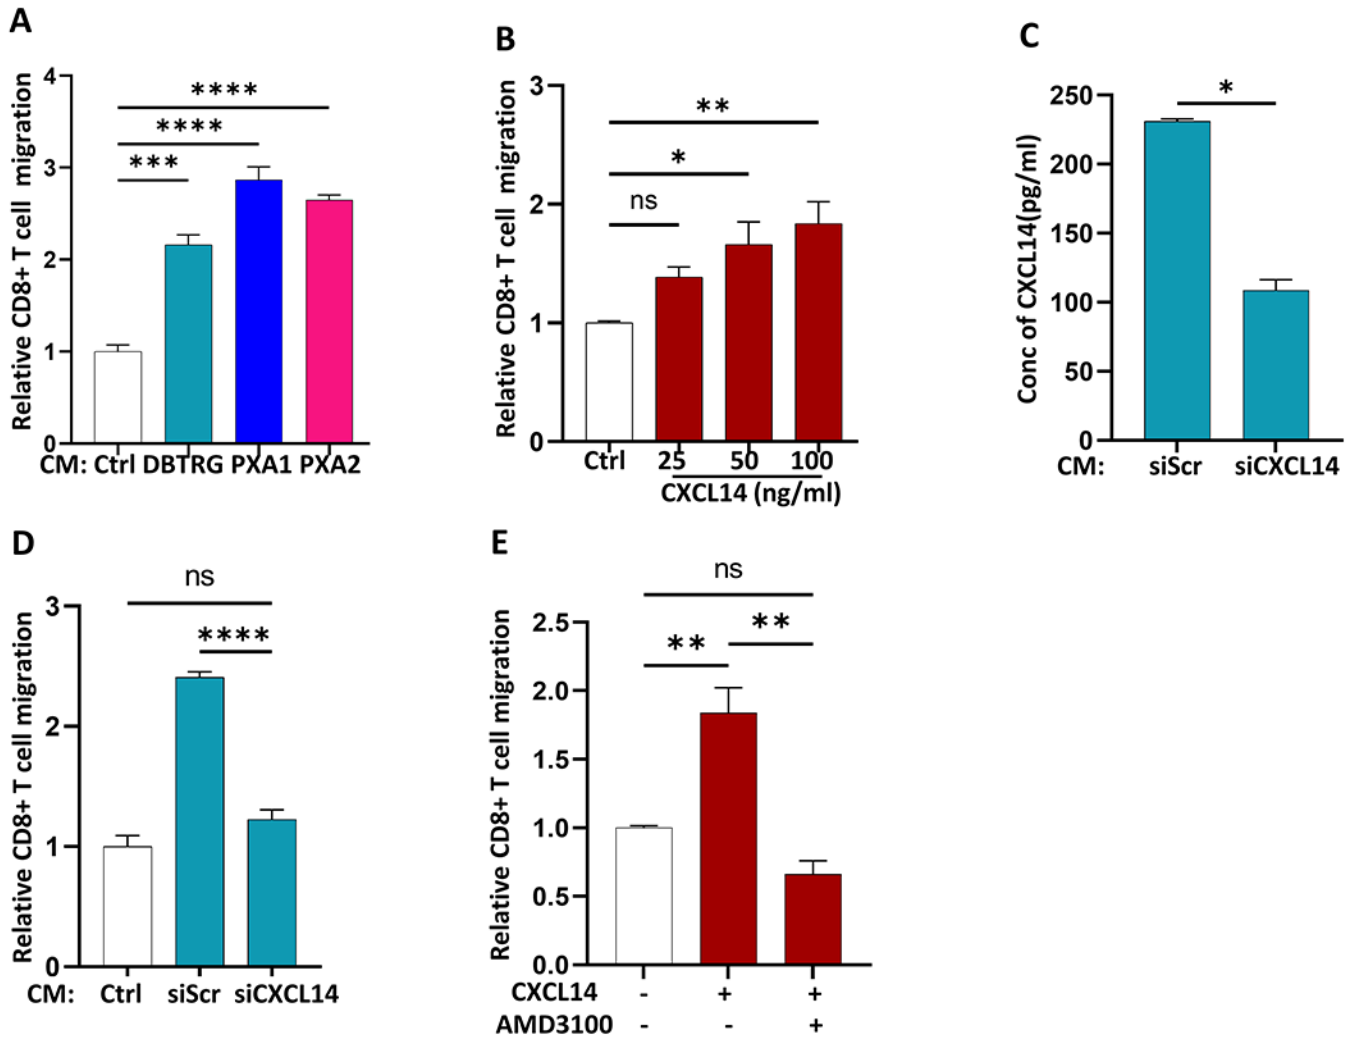 A
Relative CD8+ T cell migration
4
3
2
1
0
****
****
***
CM: Ctrl DBTRG PXA1 PXA2
B
Relative CD8+ T cell migration
3
2
1
0
**
*
ns
Ctrl 25 50 100
CXCL14 (ng/ml)
C
Conc of CXCL14(pg/ml)
250
200
150
100
50
0
*
CM: siScr siCXCL14
D
Relative CD8+ T cell migration
3
2
1
0
ns
****
CM: Ctrl siScr siCXCL14
E
Relative CD8+ T cell migration
2.5
2.0
1.5
1.0
0.5
0.0
ns
**
**
CXCL14 - + +
AMD3100 - - +